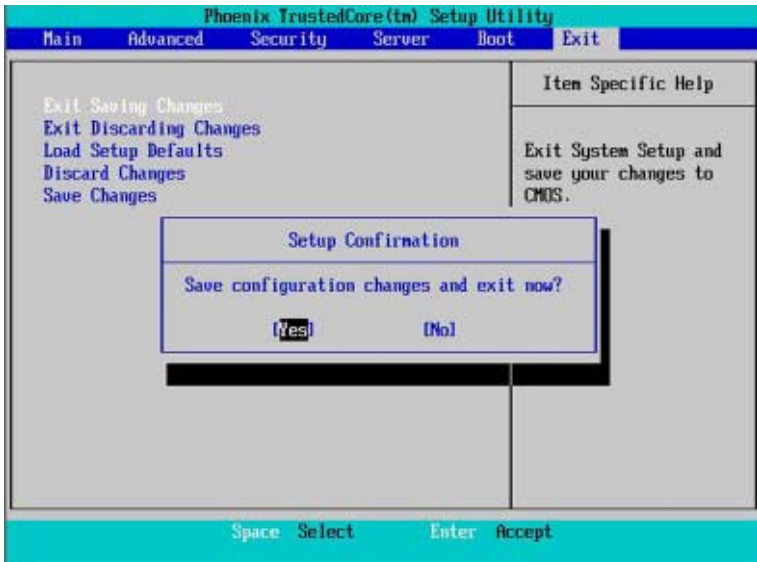 Phoenix TrustedCore(tm) Setup Utility
Main Advanced Security Server Boot Exit
Item Specific Help
Exit Saving Changes
Exit Discarding Changes
Load Setup Defaults
Discard Changes
Save Changes
Exit System Setup and
save your changes to
CMOS.
Setup Confirmation
Save configuration changes and exit now?
[Yes] [No]
Space Select Enter Accept